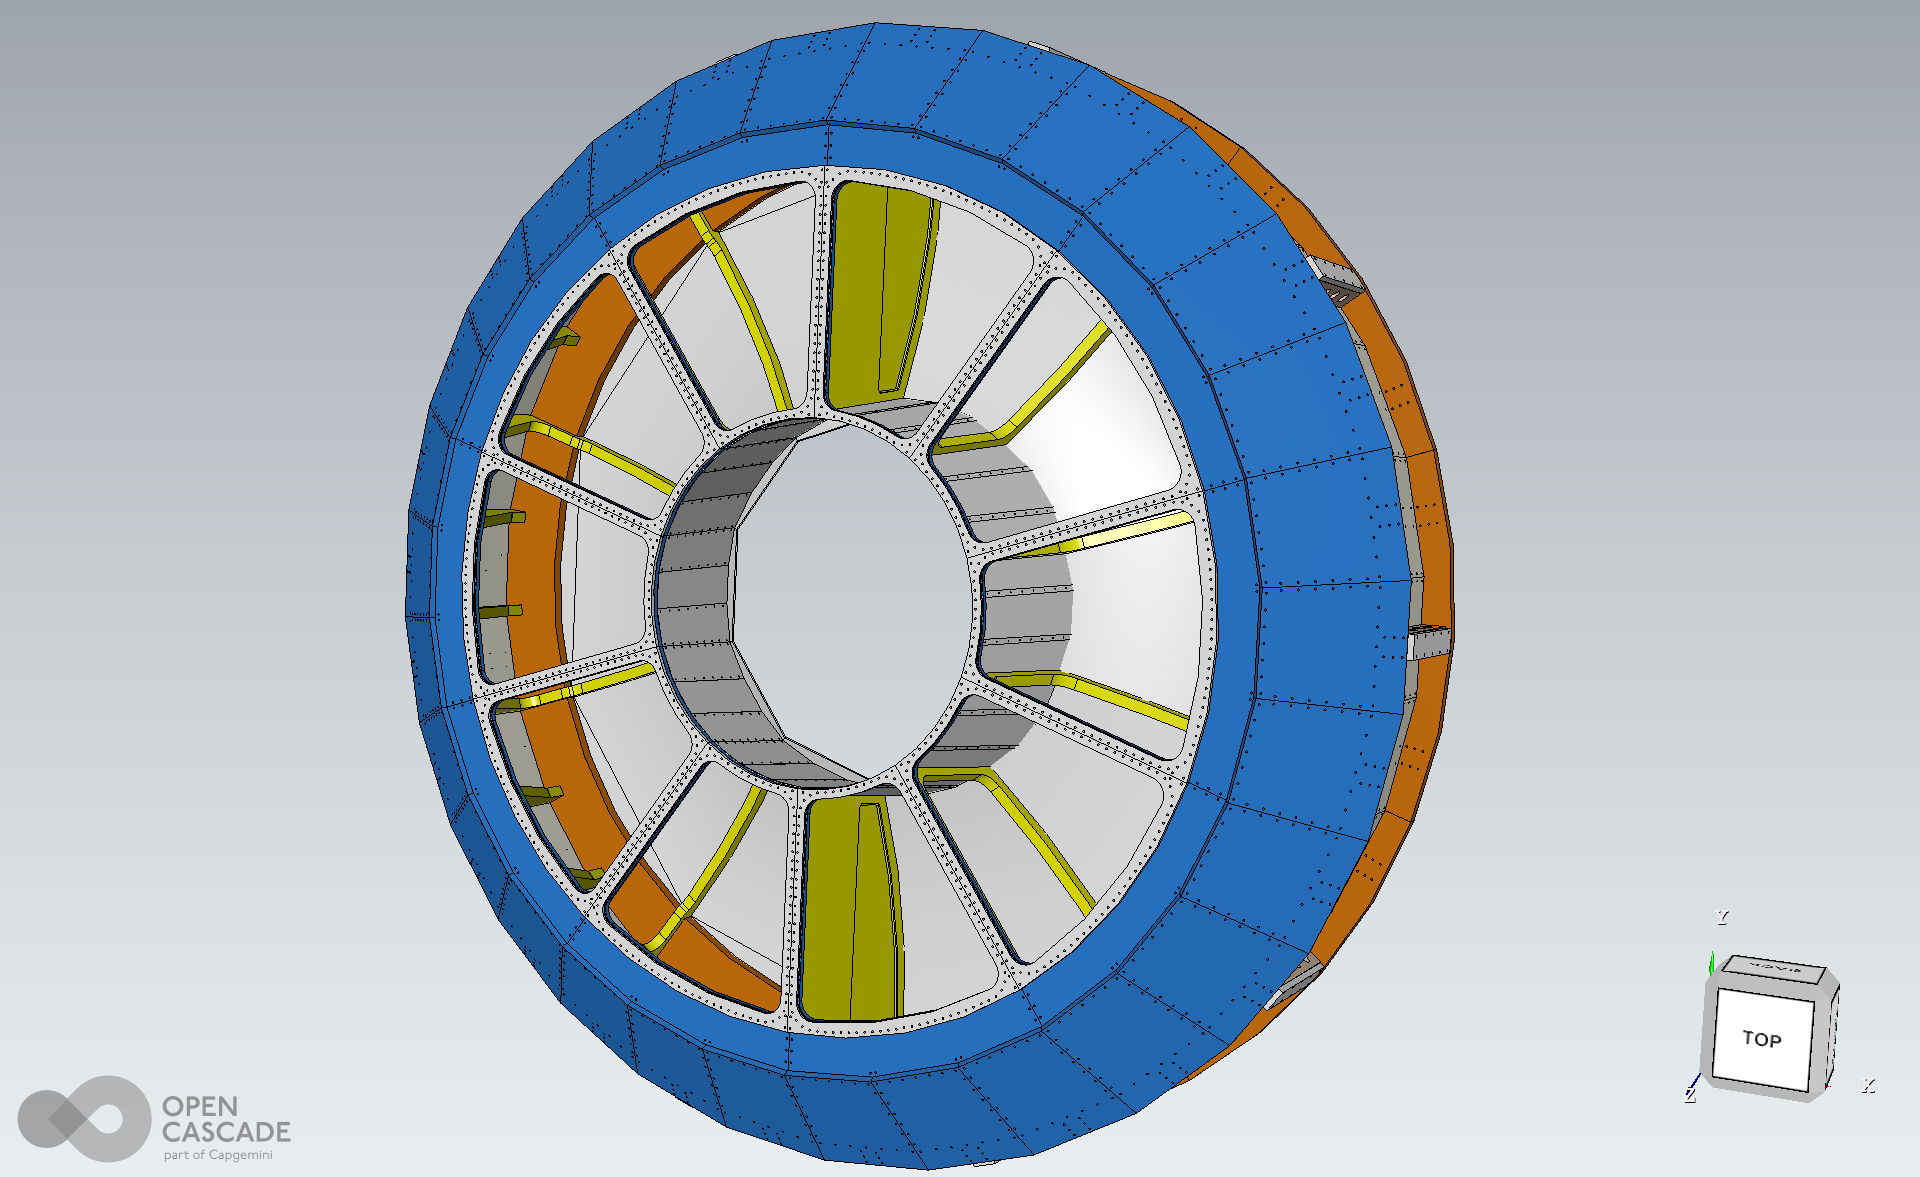 Y
TOP
X
Z
OPEN
CASCADE
part of Capgemini